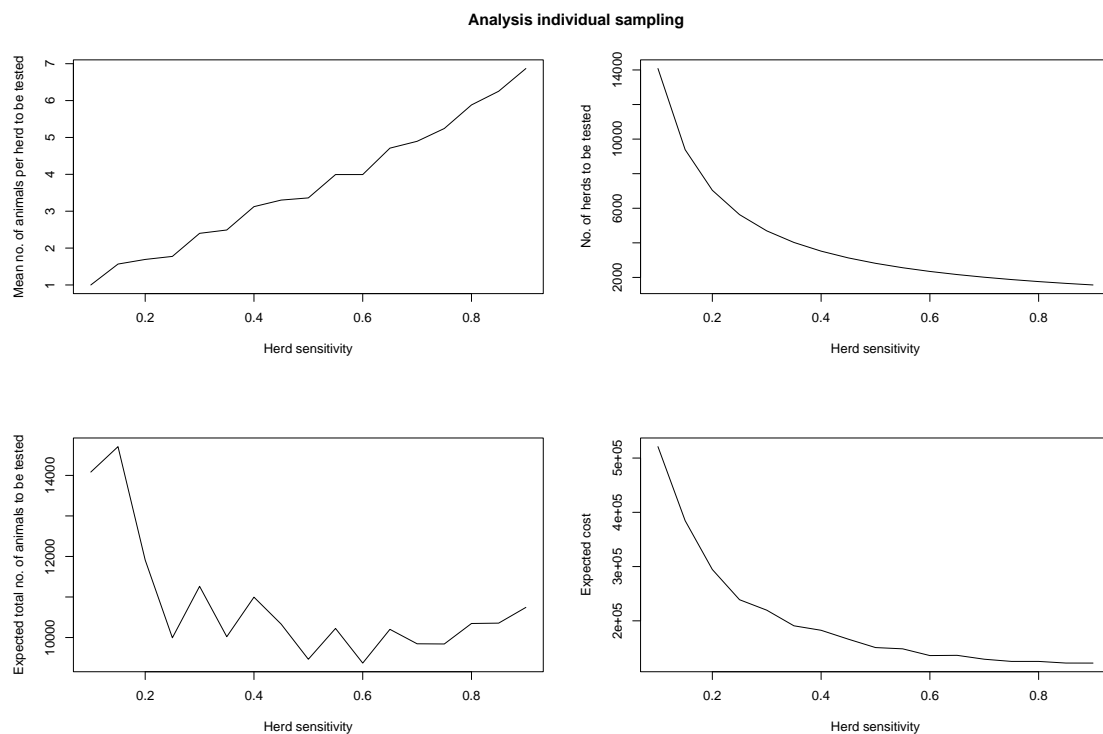 Analysis individual sampling
Mean no. of animals per herd to be tested
7
6
5
4
3
2
1
0.2 0.4 0.6 0.8
Herd sensitivity
No. of herds to be tested
14000
10000
6000
2000
0.2 0.4 0.6 0.8
Herd sensitivity
Expected total no. of animals to be tested
14000
12000
10000
0.2 0.4 0.6 0.8
Herd sensitivity
Expected cost
5e+05
4e+05
3e+05
2e+05
0.2 0.4 0.6 0.8
Herd sensitivity